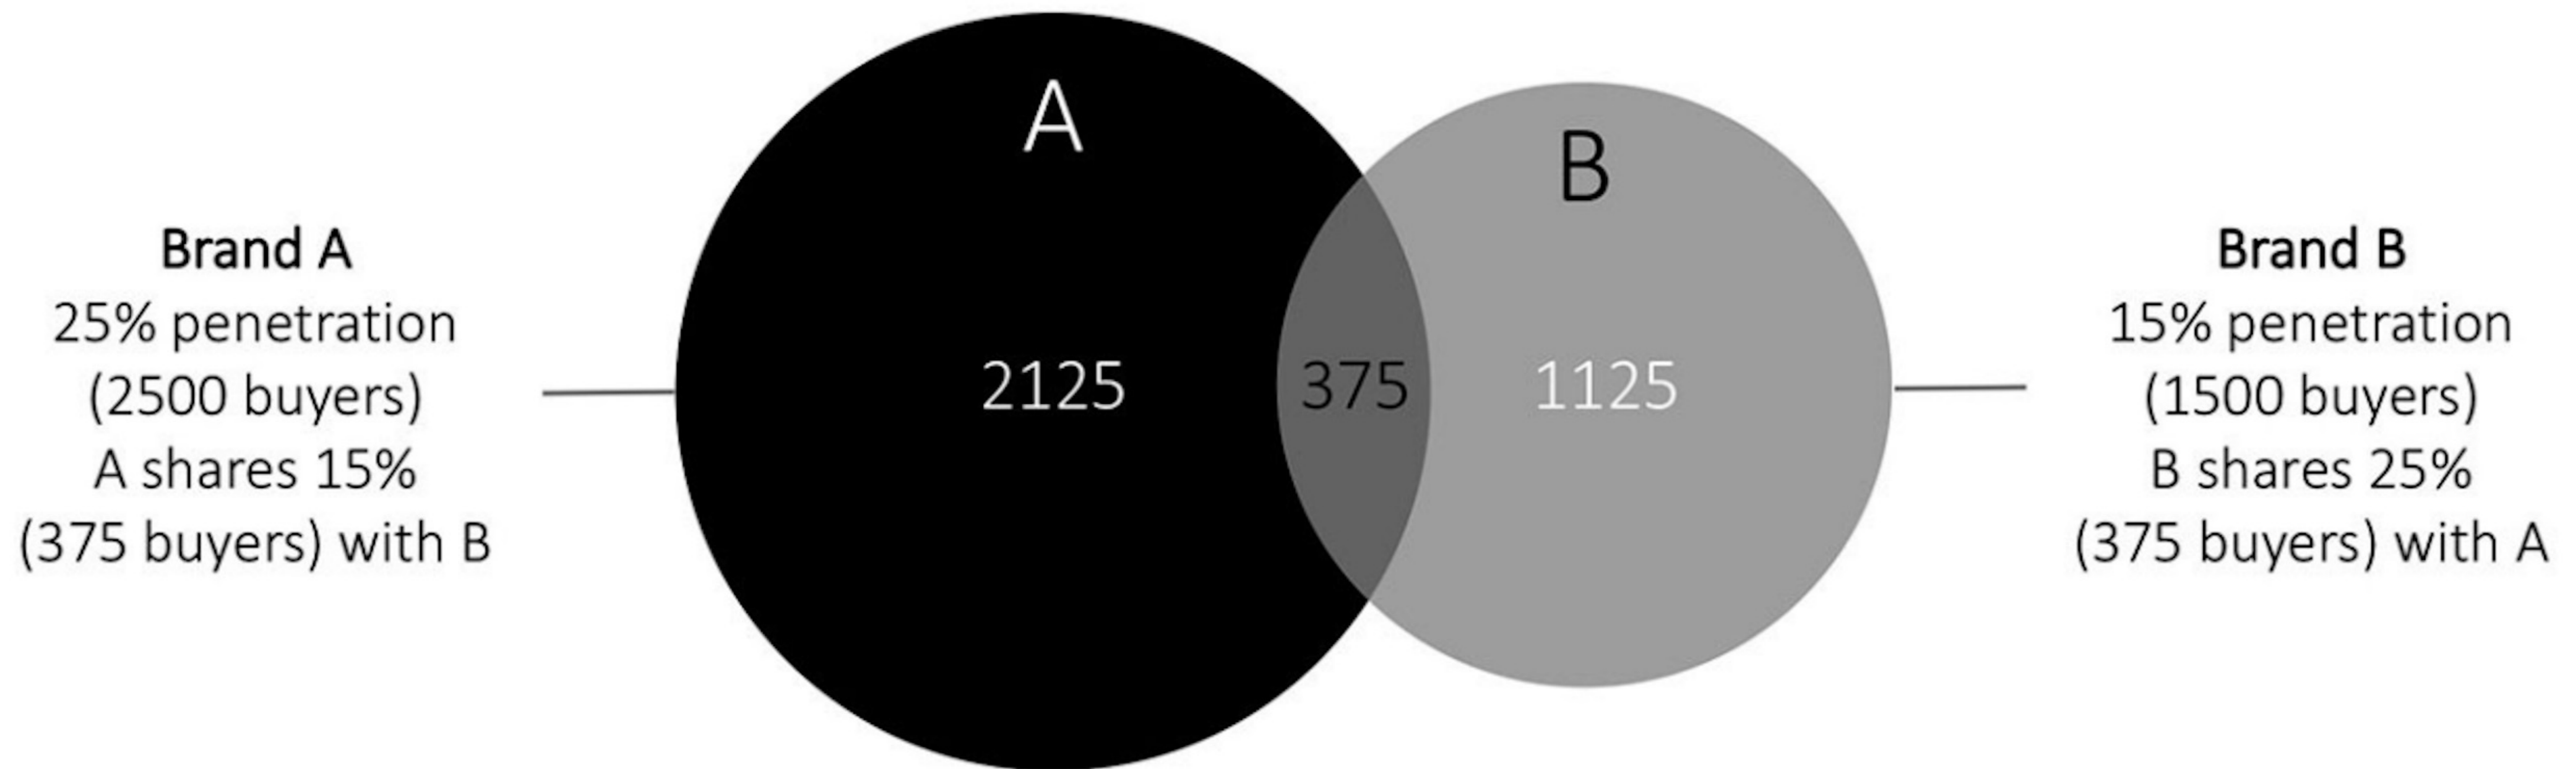 Brand A
25% penetration
(2500 buyers)
A shares 15%
(375 buyers) with B
A
2125
375
B
1125
Brand B
15% penetration
(1500 buyers)
B shares 25%
(375 buyers) with A